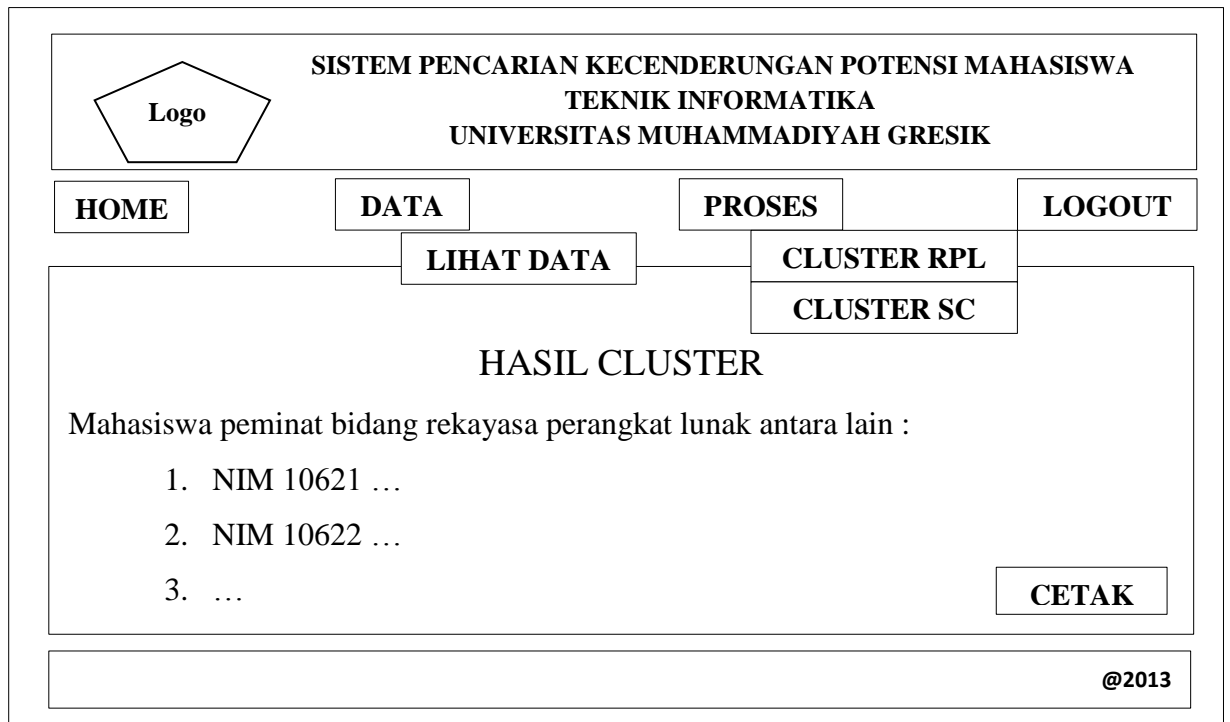 SISTEM PENCARIAN KECENDERUNGAN POTENSI MAHASISWA
TEKNIK INFORMATIKA
UNIVERSITAS MUHAMMADIYAH GRESIK
Logo
HOME DATA PROSES LOGOUT
LIHAT DATA CLUSTER RPL
CLUSTER SC
HASIL CLUSTER
Mahasiswa peminat bidang rekayasa perangkat lunak antara lain :
1. NIM 10621 …
2. NIM 10622 …
3. …
CETAK
@2013